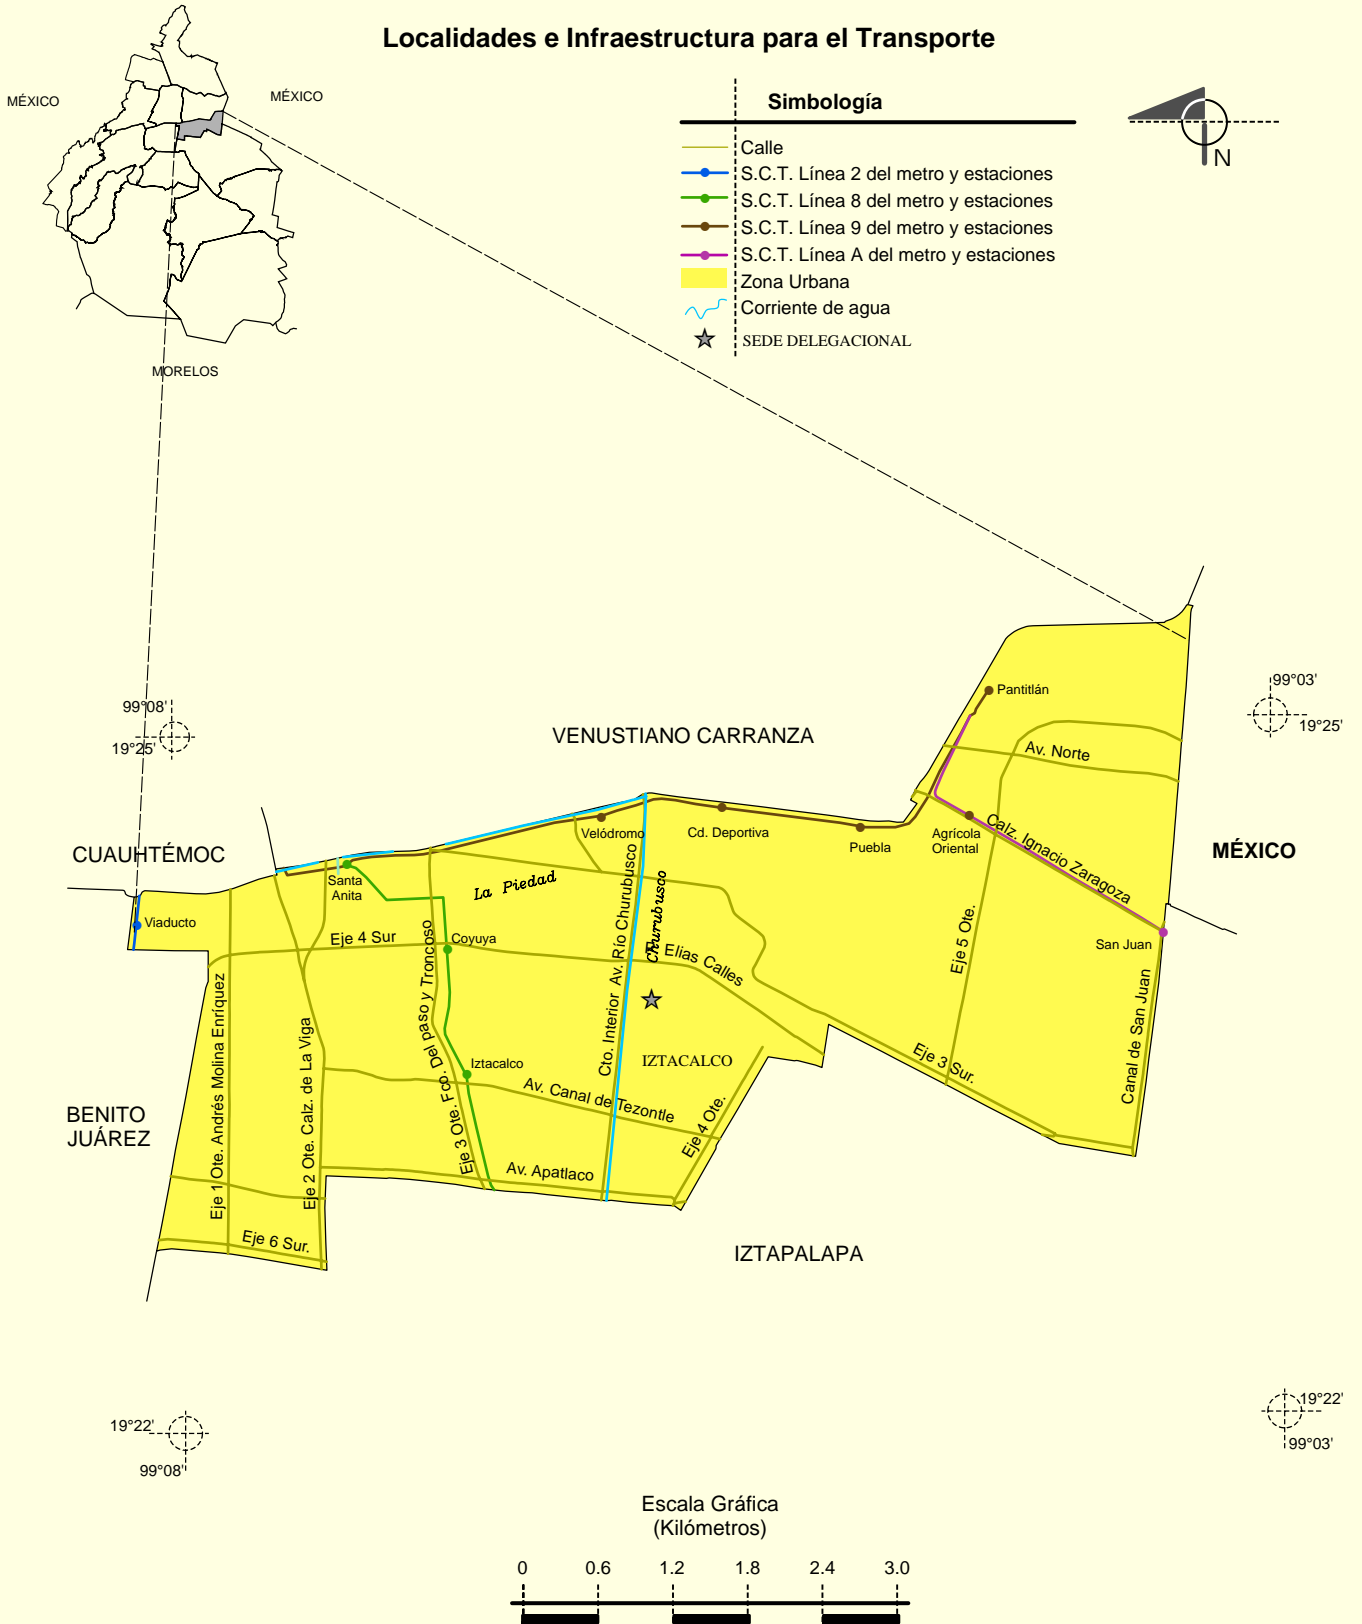 Localidades e Infraestructura para el Transporte
MÉXICO
MÉXICO
MORELOS
Simbología
Calle
S.C.T. Línea 2 del metro y estaciones
S.C.T. Línea 8 del metro y estaciones
S.C.T. Línea 9 del metro y estaciones
S.C.T. Línea A del metro y estaciones
Zona Urbana
Corriente de agua
SEDE DELEGACIONAL
N
99°08'
19°25'
99°03'
19°25'
VENUSTIANO CARRANZA
CUAUHTÉMOC
MÉXICO
BENITO
JUÁREZ
IZTAPALAPA
IZTACALCO
Pantitlán
Av. Norte
Agrícola
Oriental
Calz. Ignacio Zaragoza
Puebla
Cd. Deportiva
Velódromo
Santa
Anita
La Piedad
Viaducto
Eje 4 Sur
Coyuya
Churubusco
P. Elias Calles
San Juan
Eje 5 Ote.
Eje 1 Ote. Andrés Molina Enríquez
Eje 2 Ote. Calz. de La Viga
Eje 3 Ote. Fco. Del paso y Troncoso
Cto. Interior Av. Río Churubusco
Iztacalco
Av. Canal de Tezontle
Eje 3 Sur.
Canal de San Juan
Eje 4 Ote.
Av. Apatlaco
Eje 6 Sur.
19°22'
99°08'
19°22'
99°03'
Escala Gráfica
(Kilómetros)
0 0.6 1.2 1.8 2.4 3.0